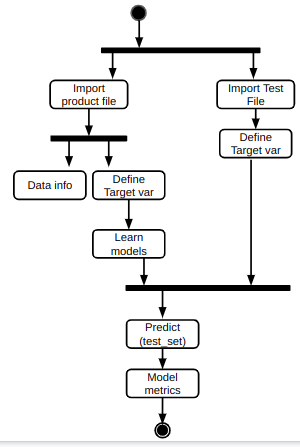 Import
product file
Import Test
File
Define
Target var
Data info
Define
Target var
Learn
models
Predict
(test_set)
Model
metrics